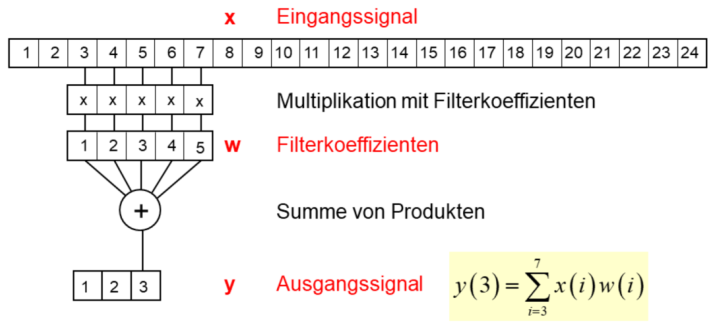 x Eingangssignal
1 2 3 4 5 6 7 8 9 10 11 12 13 14 15 16 17 18 19 20 21 22 23 24
x x x x x Multiplikation mit Filterkoeffizienten
1 2 3 4 5 w Filterkoeffizienten
+ Summe von Produkten
1 2 3 y Ausgangssignal y(3) = \sum_{i=3}^{7} x(i)w(i)